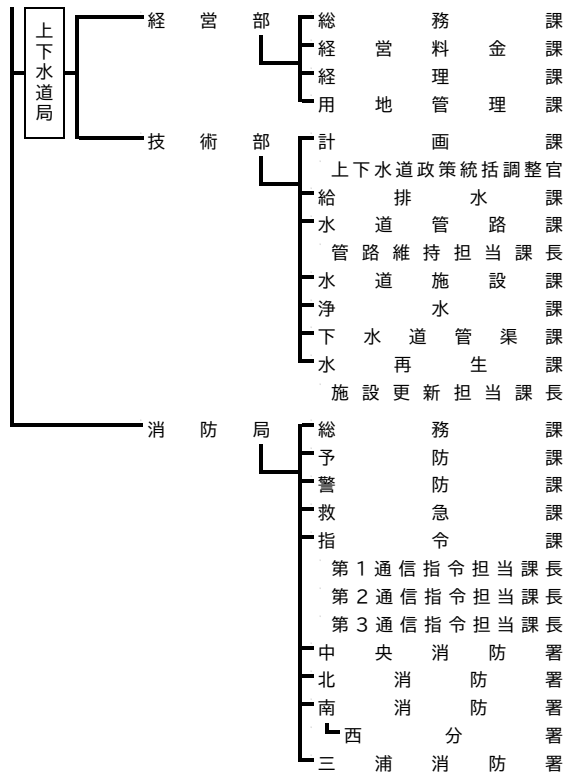 上下水道局
経営部
総務課
経営料金課
経理課
用地管理課
技術部
計画課
上下水道政策統括調整官
給排水課
水道管路課
管路維持担当課長
水道施設課
浄水課
下水道管渠課
水再生課
施設更新担当課長
消防局
総務課
予防課
警防課
救急課
指令課
第1通信指令担当課長
第2通信指令担当課長
第3通信指令担当課長
中央消防署
北消防署
南消防署
西分署
三浦消防署